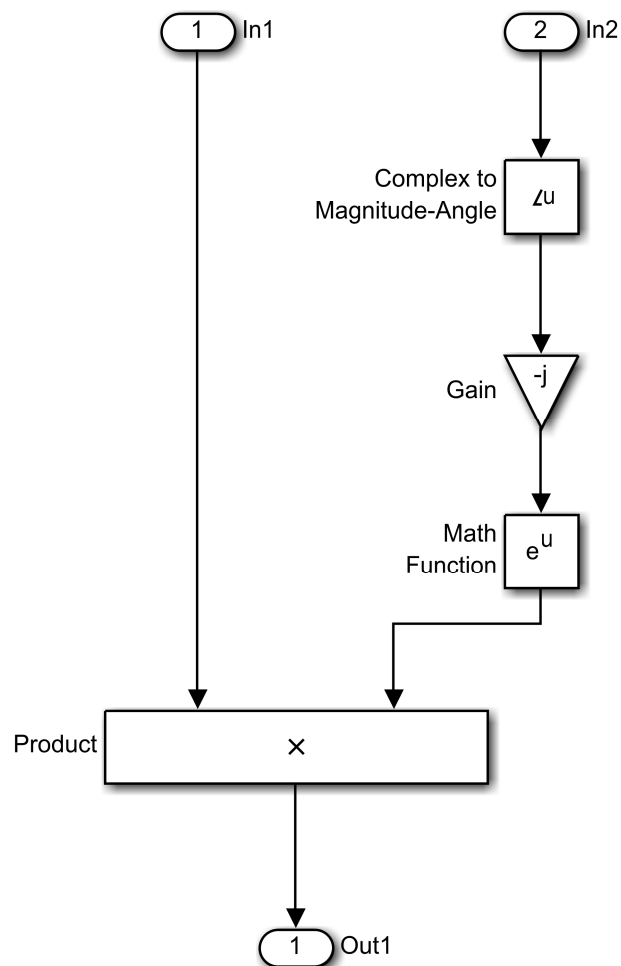 1 In1
2 In2
Complex to
Magnitude-Angle
∠u
-j
Gain
Math
Function
e^u
Product
×
1 Out1